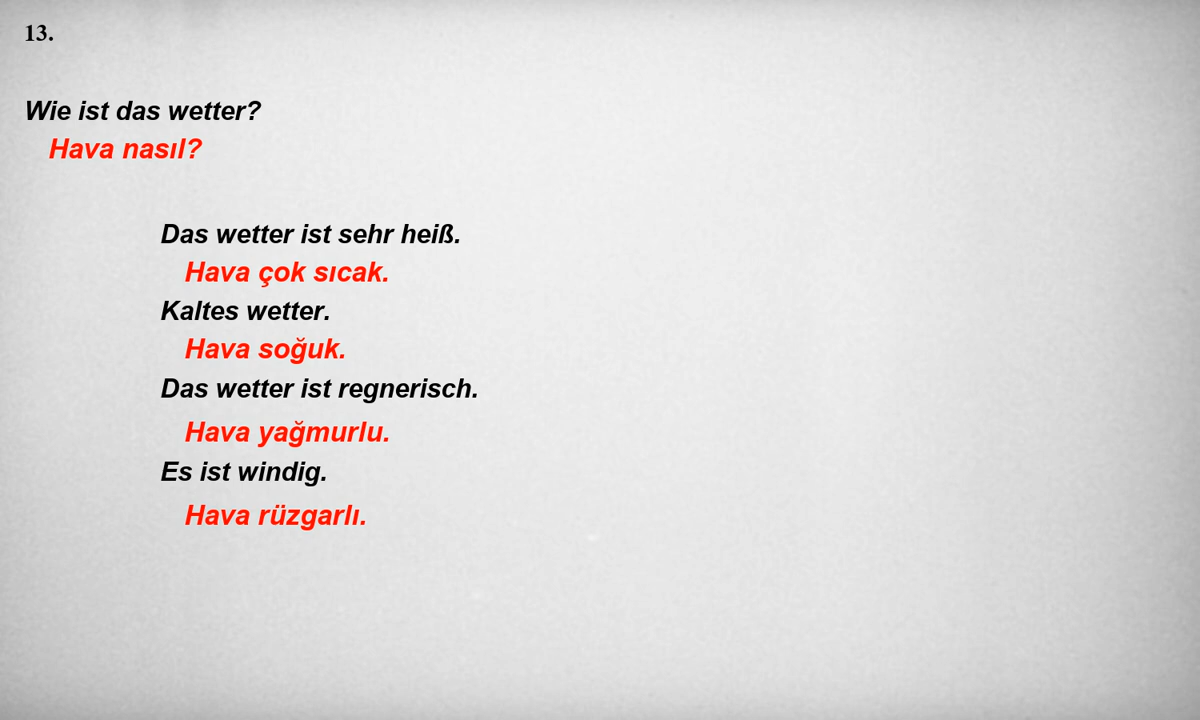 13.
Wie ist das wetter?
Hava nasıl?
Das wetter ist sehr heiß.
Hava çok sıcak.
Kaltes wetter.
Hava soğuk.
Das wetter ist regnerisch.
Hava yağmurlu.
Es ist windig.
Hava rüzgarlı.